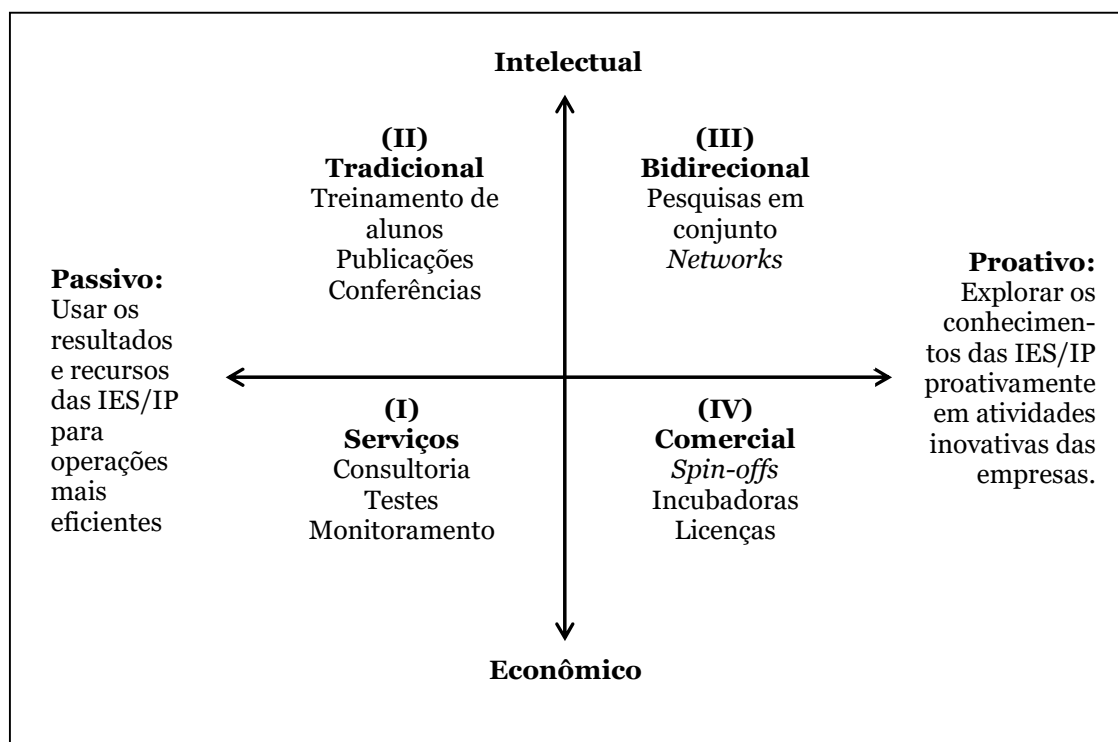 Intelectual
(II)
Tradicional
Treinamento de
alunos
Publicações
Conferências
(III)
Bidirecional
Pesquisas em
conjunto
Networks
Passivo:
Usar os
resultados
e recursos
das IES/IP
para
operações
mais
eficientes
Proativo:
Explorar os
conhecimen-
tos das IES/IP
proativamente
em atividades
inovativas das
empresas.
(I)
Serviços
Consultoria
Testes
Monitoramento
(IV)
Comercial
Spin-offs
Incubadoras
Licenças
Econômico